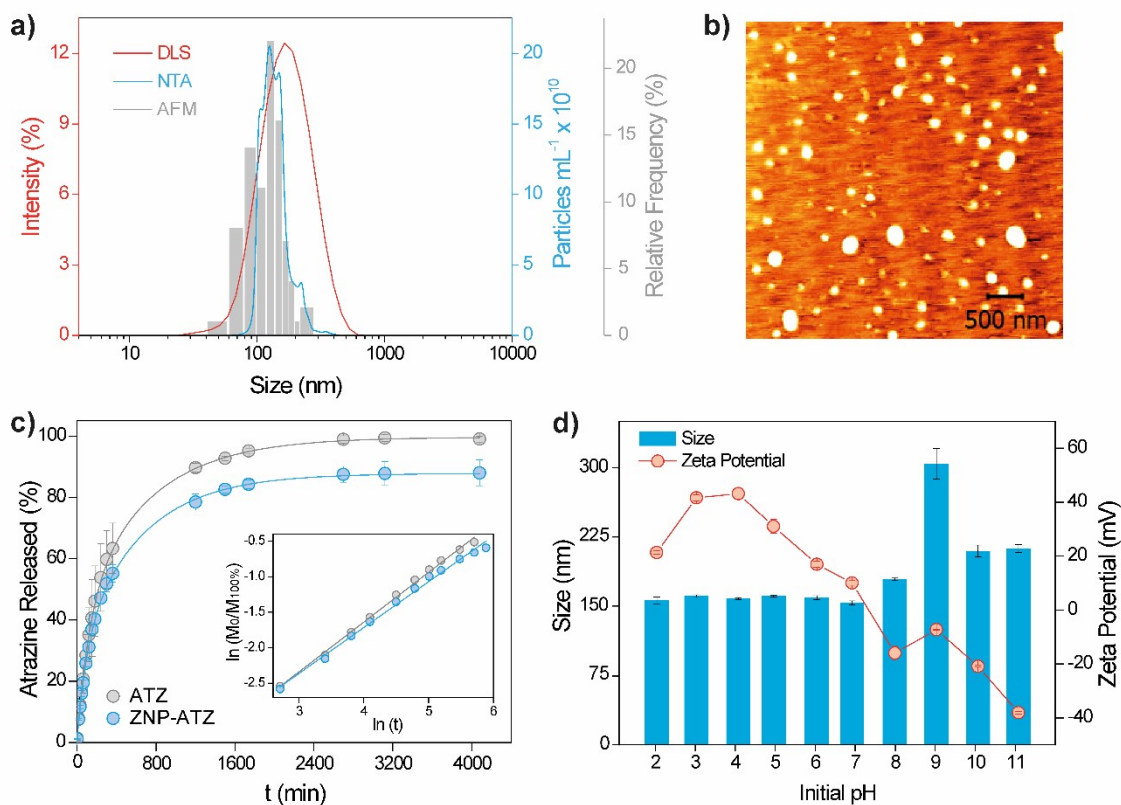 a)
DLS
NTA
AFM
Intensity (%)
12
9
6
3
0
10
100
1000
10000
Size (nm)
20
15
10
5
0
Particles mL⁻¹ x 10¹⁰
20
15
10
5
0
Relative Frequency (%)
b)
500 nm
c)
Atrazine Released (%)
100
80
60
40
20
0
0
800
1600
2400
3200
4000
t (min)
ATZ
ZNP-ATZ
ln (M₀/M₁₀₀%)
-0.5
-1.0
-1.5
-2.0
-2.5
3
4
5
6
ln (t)
d)
Size
Zeta Potential
Size (nm)
300
225
150
75
0
2
3
4
5
6
7
8
9
10
11
Initial pH
60
40
20
0
-20
-40
Zeta Potential (mV)